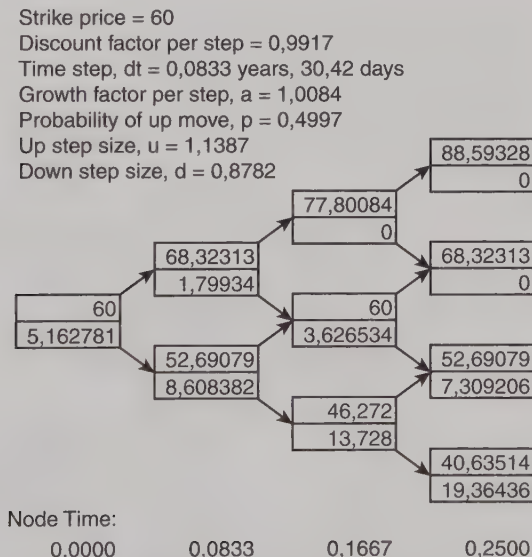 Strike price = 60
Discount factor per step = 0,9917
Time step, dt = 0,0833 years, 30,42 days
Growth factor per step, a = 1,0084
Probability of up move, p = 0,4997
Up step size, u = 1,1387
Down step size, d = 0,8782
88,59328
0
77,80084
0
68,32313
1,79934
68,32313
0
60
5,162781
60
3,626534
52,69079
8,608382
52,69079
7,309206
46,272
13,728
40,63514
19,36436
Node Time:
0,0000 0,0833 0,1667 0,2500